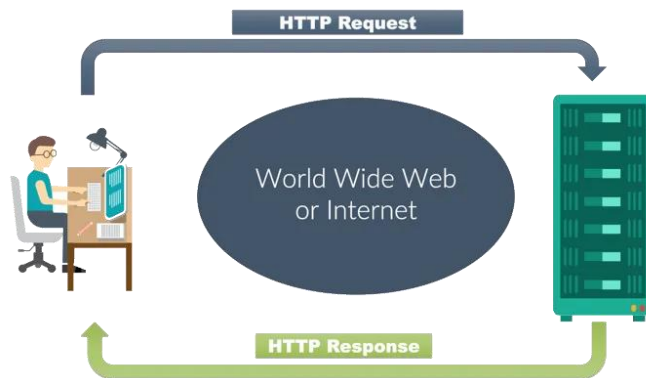 HTTP Request
World Wide Web
or Internet
HTTP Response